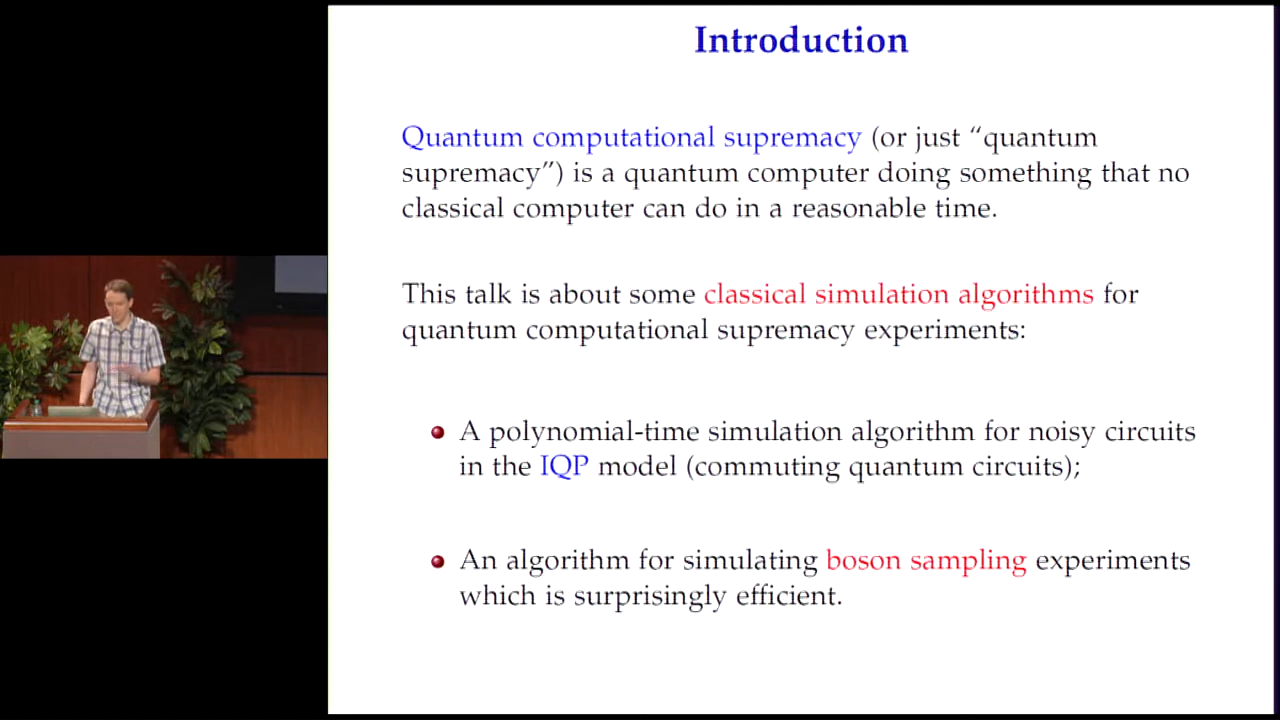 Introduction
Quantum computational supremacy (or just “quantum
supremacy”) is a quantum computer doing something that no
classical computer can do in a reasonable time.
This talk is about some classical simulation algorithms for
quantum computational supremacy experiments:
A polynomial-time simulation algorithm for noisy circuits
in the IQP model (commuting quantum circuits);
An algorithm for simulating boson sampling experiments
which is surprisingly efficient.